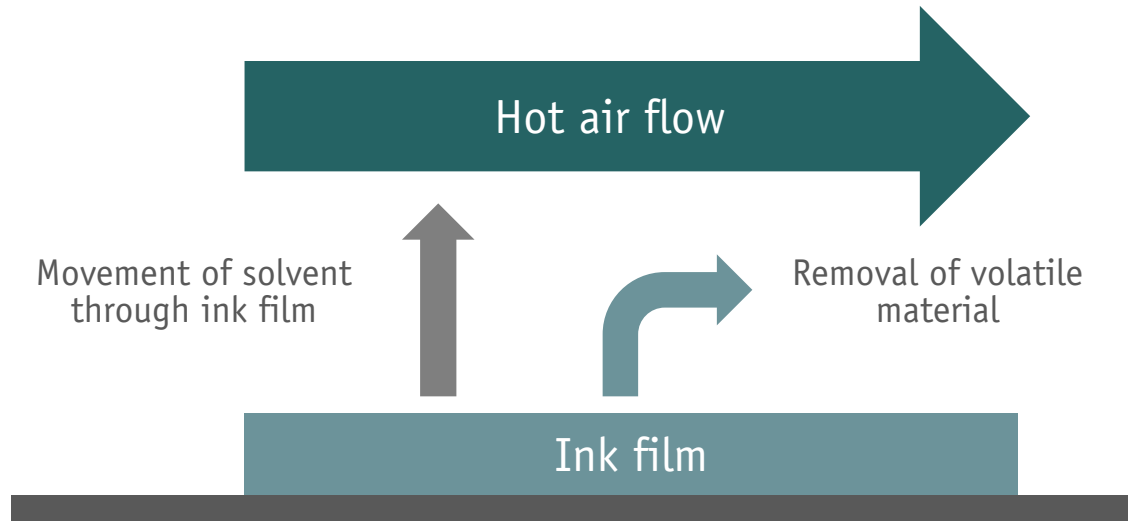 Hot air flow
Movement of solvent
through ink film
Removal of volatile
material
Ink film